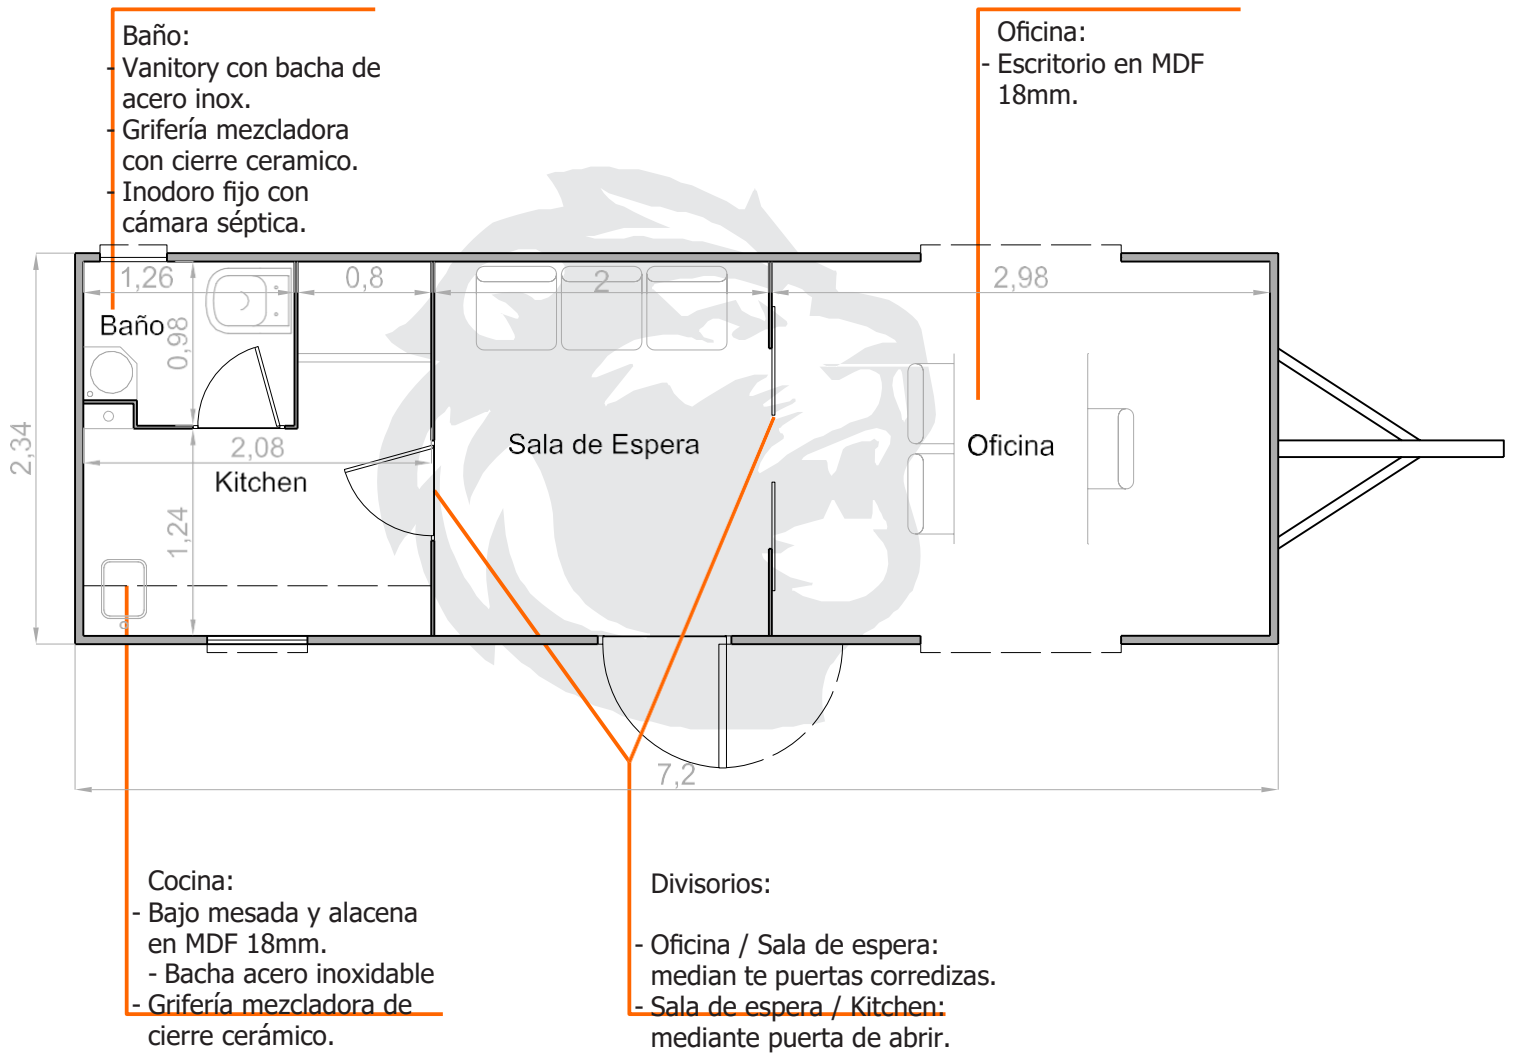 Baño:
- Vanitory con bacha de
acero inox.
- Grifería mezcladora
con cierre ceramico.
- Inodoro fijo con
cámara séptica.
Oficina:
- Escritorio en MDF
18mm.
1,26
0,8
2
2,98
Baño
0,98
2,34
2,08
Kitchen
Sala de Espera
Oficina
1,24
7,2
Cocina:
- Bajo mesada y alacena
en MDF 18mm.
- Bacha acero inoxidable
- Grifería mezcladora de
cierre cerámico.
Divisorios:
- Oficina / Sala de espera:
median te puertas corredizas.
- Sala de espera / Kitchen:
mediante puerta de abrir.